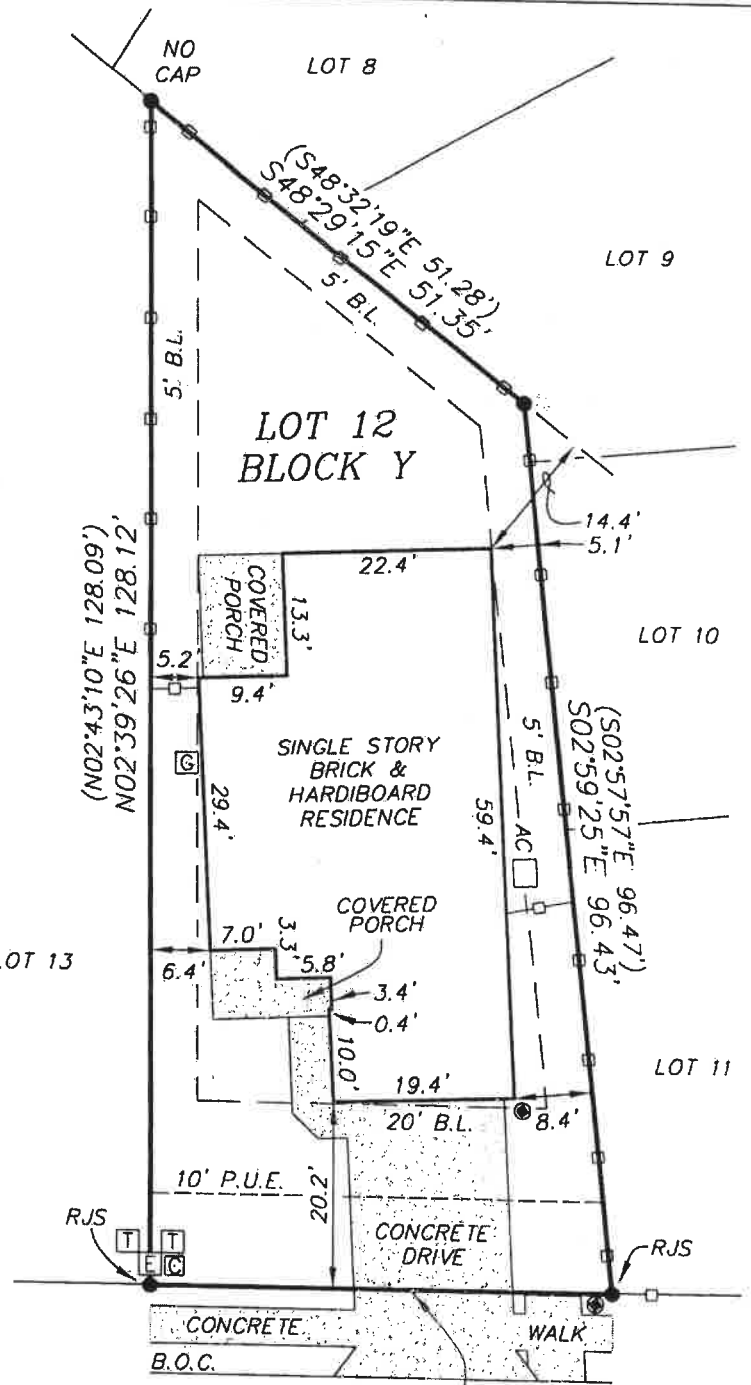 NO
CAP
LOT 8
(S48°32'19"E 51.28')
S48°29'15"E 51.35'
LOT 9
5' B.L.
5' B.L.
LOT 12
BLOCK Y
14.4'
5.1'
22.4'
COVERED
PORCH
13.3'
(N02°43'10"E 128.09')
N02°39'26"E 128.12'
5.2'
9.4'
LOT 10
G
SINGLE STORY
BRICK &
HARDIBOARD
RESIDENCE
29.4'
59.4'
5' B.L.
AC
(S02°57'57"E 96.47')
S02°59'25"E 96.43'
COVERED
PORCH
7.0'
3.3'
5.8'
LOT 13
6.4'
3.4'
0.4'
10.0'
LOT 11
19.4'
20' B.L.
8.4'
10' P.U.E.
20.2'
CONCRETE
DRIVE
RJS
T
T
E
C
RJS
CONCRETE
WALK
B.O.C.